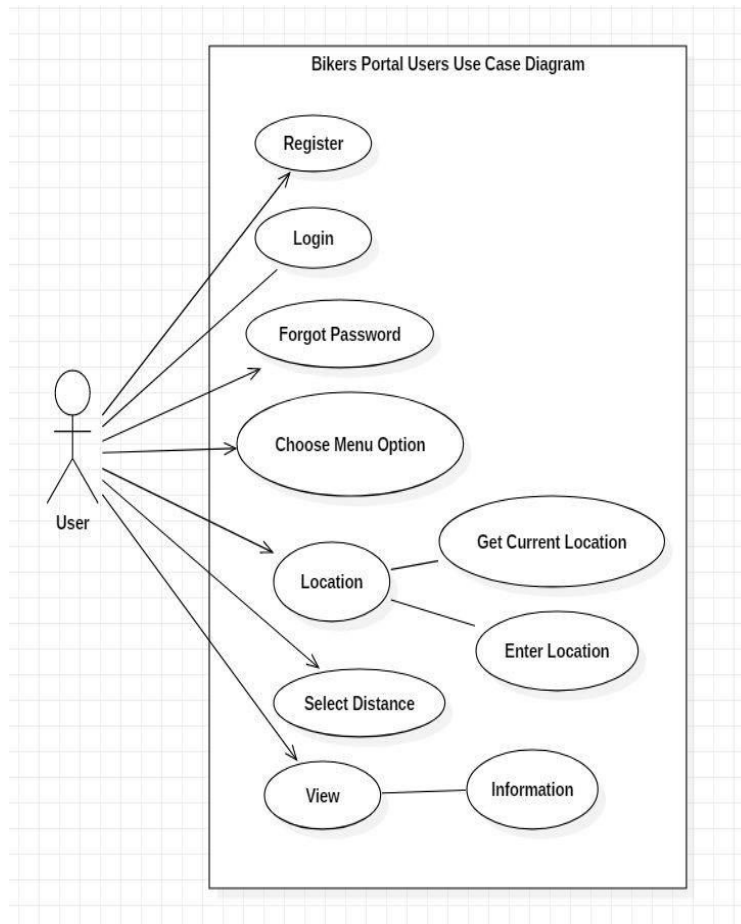 Bikers Portal Users Use Case Diagram
Register
Login
Forgot Password
Choose Menu Option
User
Get Current Location
Location
Enter Location
Select Distance
View
Information